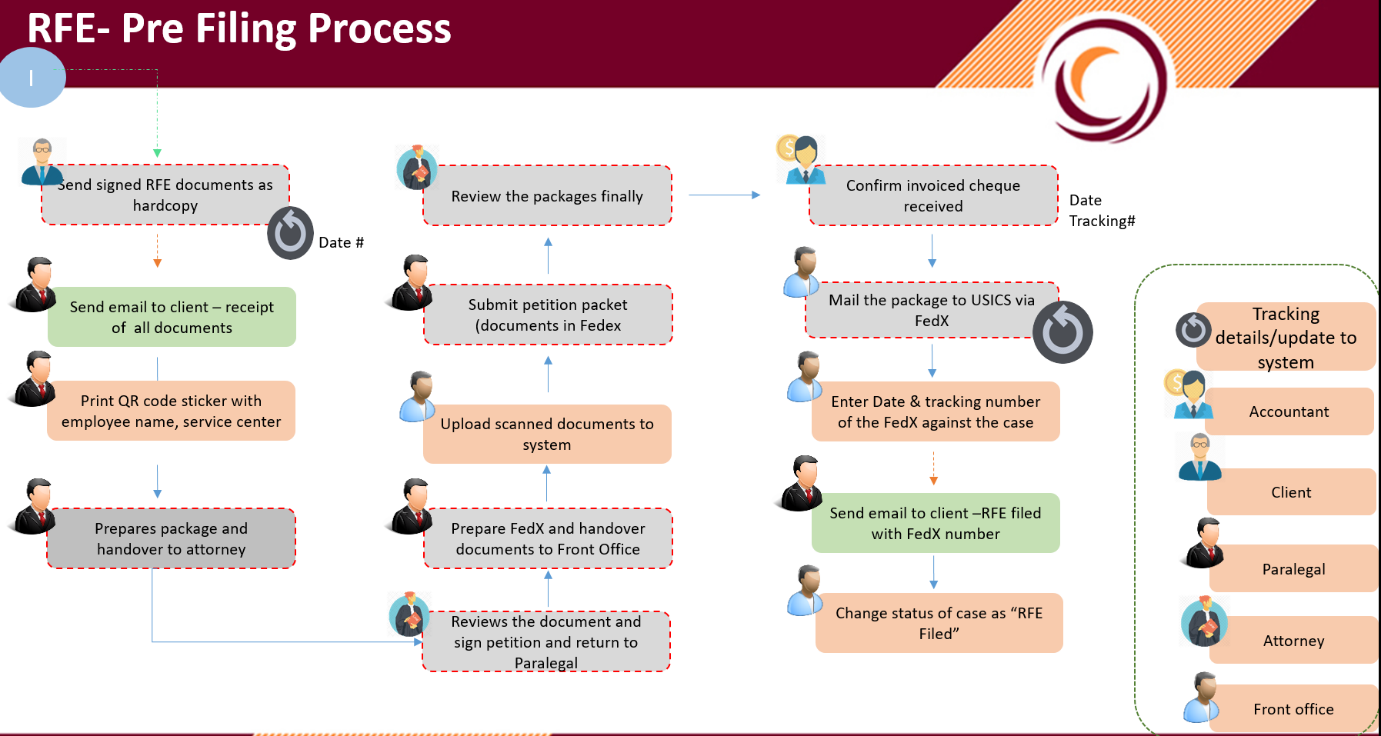 RFE- Pre Filing Process
I
Send signed RFE documents as
hardcopy
Date #
Send email to client – receipt
of all documents
Print QR code sticker with
employee name, service center
Prepares package and
handover to attorney
Reviews the document and
sign petition and return to
Paralegal
Prepare FedX and handover
documents to Front Office
Upload scanned documents to
system
Submit petition packet
(documents in Fedex
Review the packages finally
Confirm invoiced cheque
received
Date
Tracking#
Mail the package to USICS via
FedX
Enter Date & tracking number
of the FedX against the case
Send email to client –RFE filed
with FedX number
Change status of case as “RFE
Filed”
Tracking
details/update to
system
Accountant
Client
Paralegal
Attorney
Front office